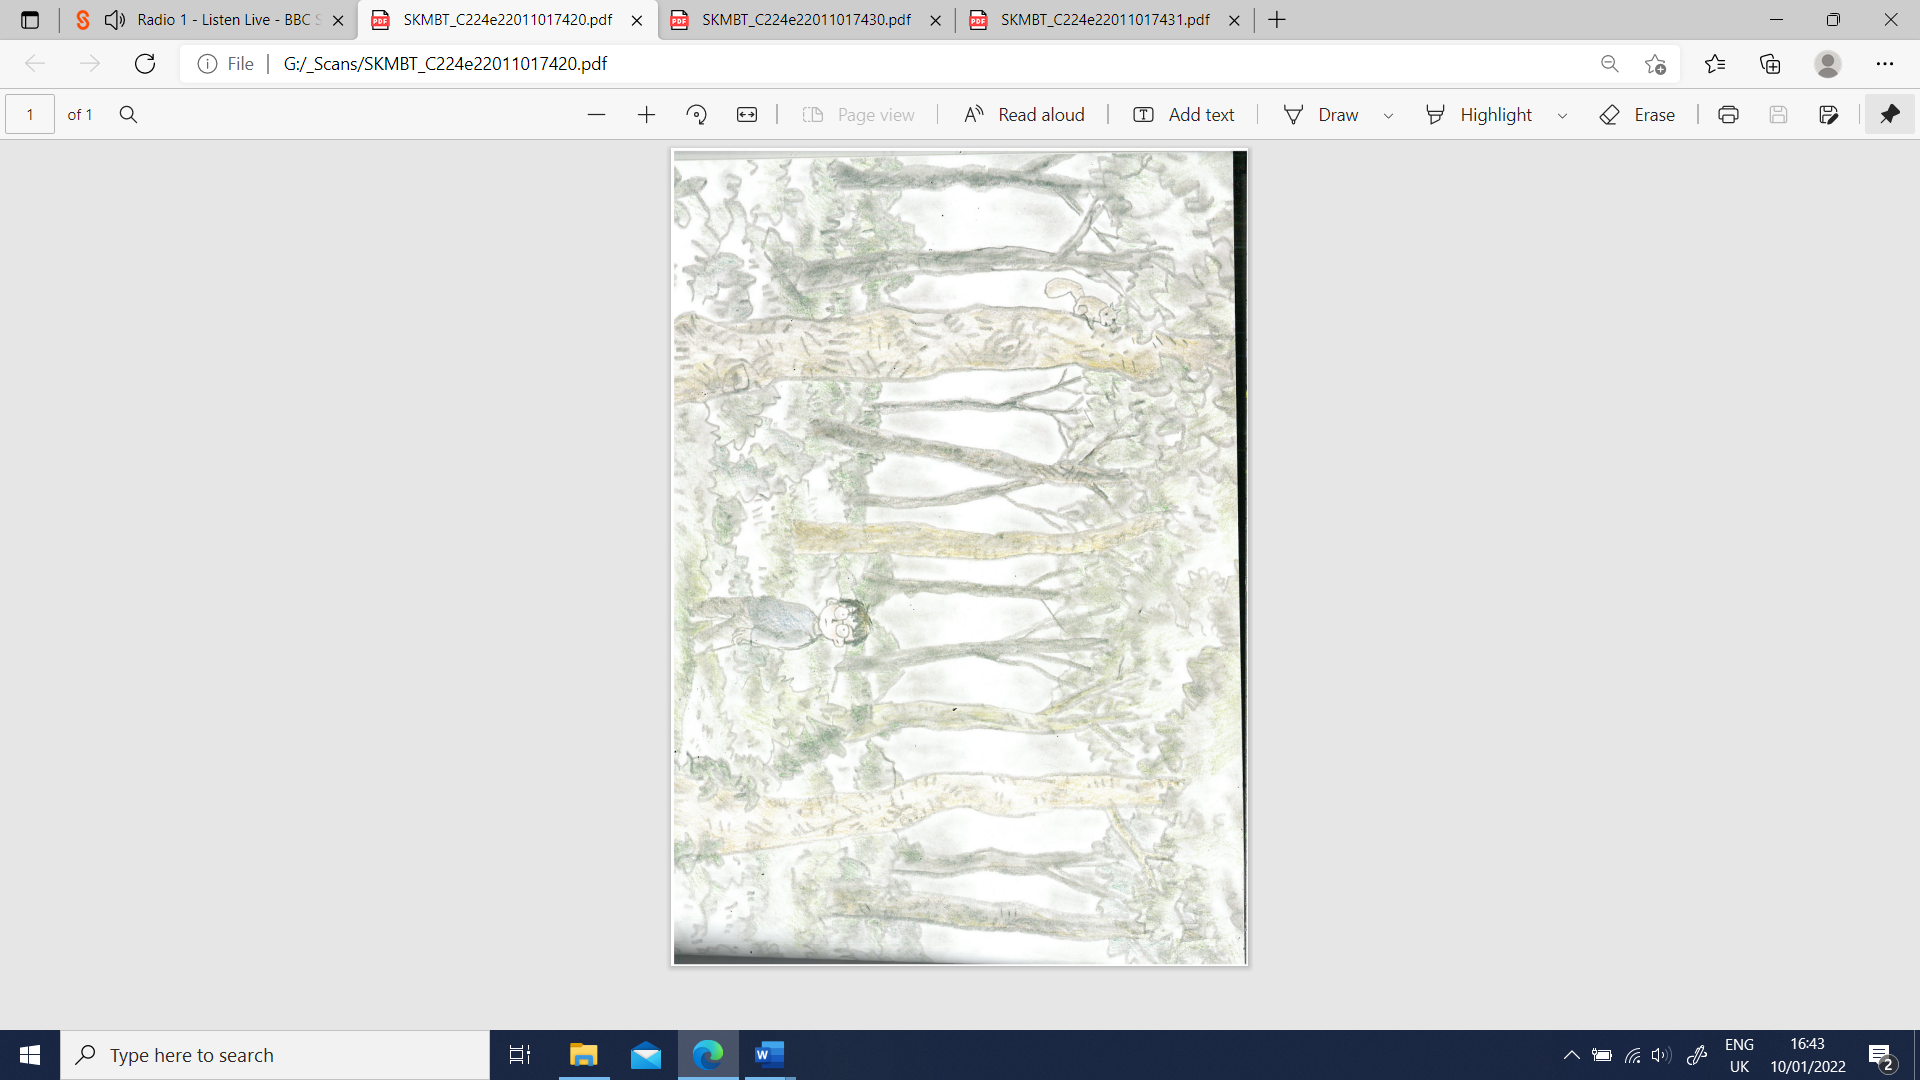 Radio 1 - Listen Live - BBC S
SKMBT_C224e22011017420.pdf
SKMBT_C224e22011017430.pdf
SKMBT_C224e22011017431.pdf
File
G:/_Scans/SKMBT_C224e22011017420.pdf
1 of 1
Page view
Read aloud
Add text
Draw
Highlight
Erase
Type here to search
ENG
UK
16:43
10/01/2022
2